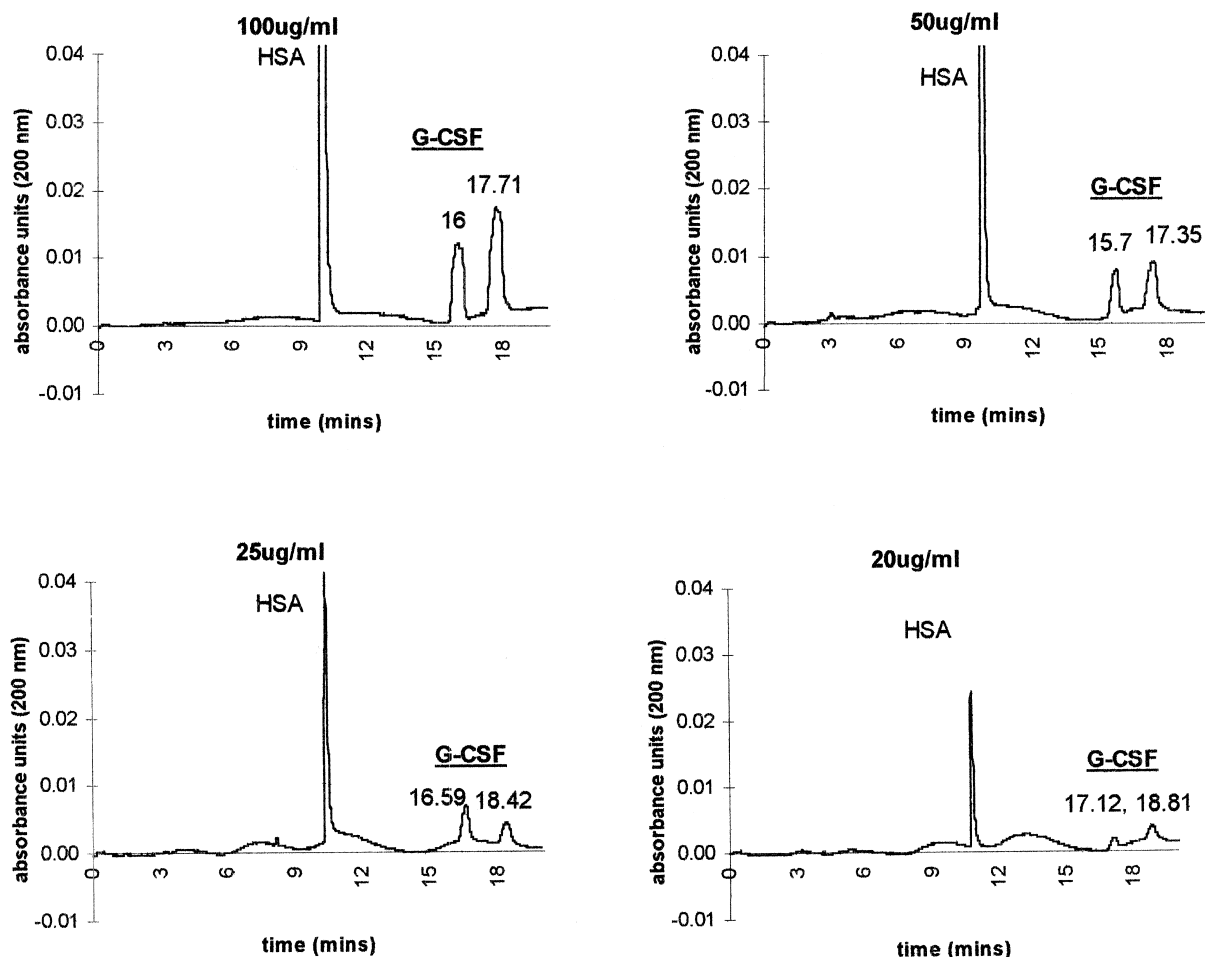 100ug/ml
HSA
G-CSF
17.71
16
0.04
0.03
0.02
0.01
0.00
-0.01
absorbance units (200 nm)
0 3 6 9 12 15 18
time (mins)
50ug/ml
HSA
G-CSF
15.7 17.35
0.04
0.03
0.02
0.01
0.00
-0.01
absorbance units (200 nm)
0 3 6 9 12 15 18
time (mins)
25ug/ml
HSA
G-CSF
16.59 18.42
0.04
0.03
0.02
0.01
0.00
-0.01
absorbance units (200 nm)
0 3 6 9 12 15 18
time (mins)
20ug/ml
HSA
G-CSF
17.12, 18.81
0.04
0.03
0.02
0.01
0.00
-0.01
absorbance units (200 nm)
0 3 6 9 12 15 18
time (mins)